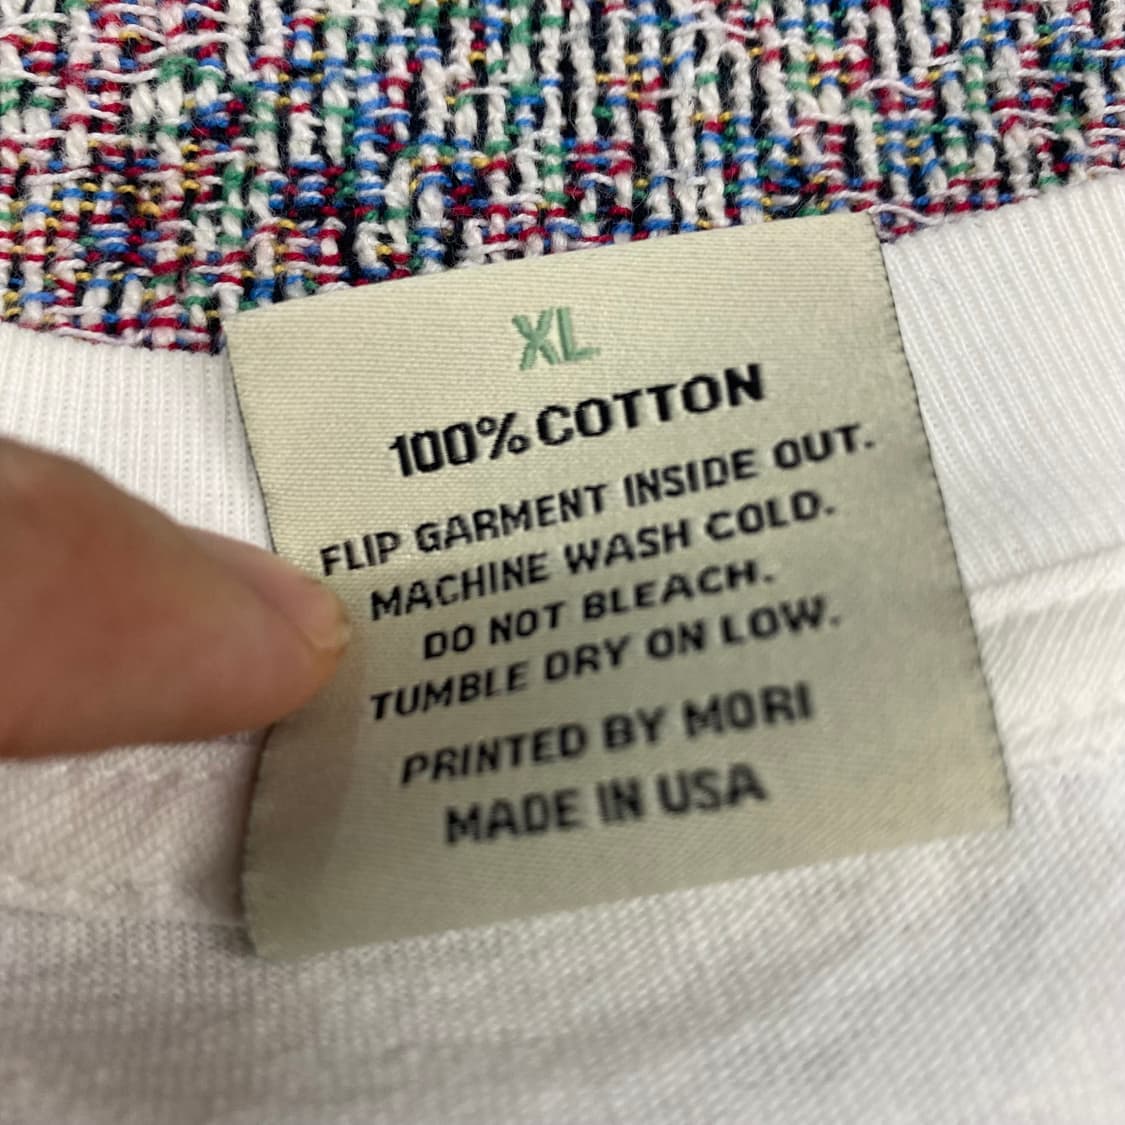 XL
100% COTTON
FLIP GARMENT INSIDE OUT.
MACHINE WASH COLD.
DO NOT BLEACH.
TUMBLE DRY ON LOW.
PRINTED BY MORI
MADE IN USA